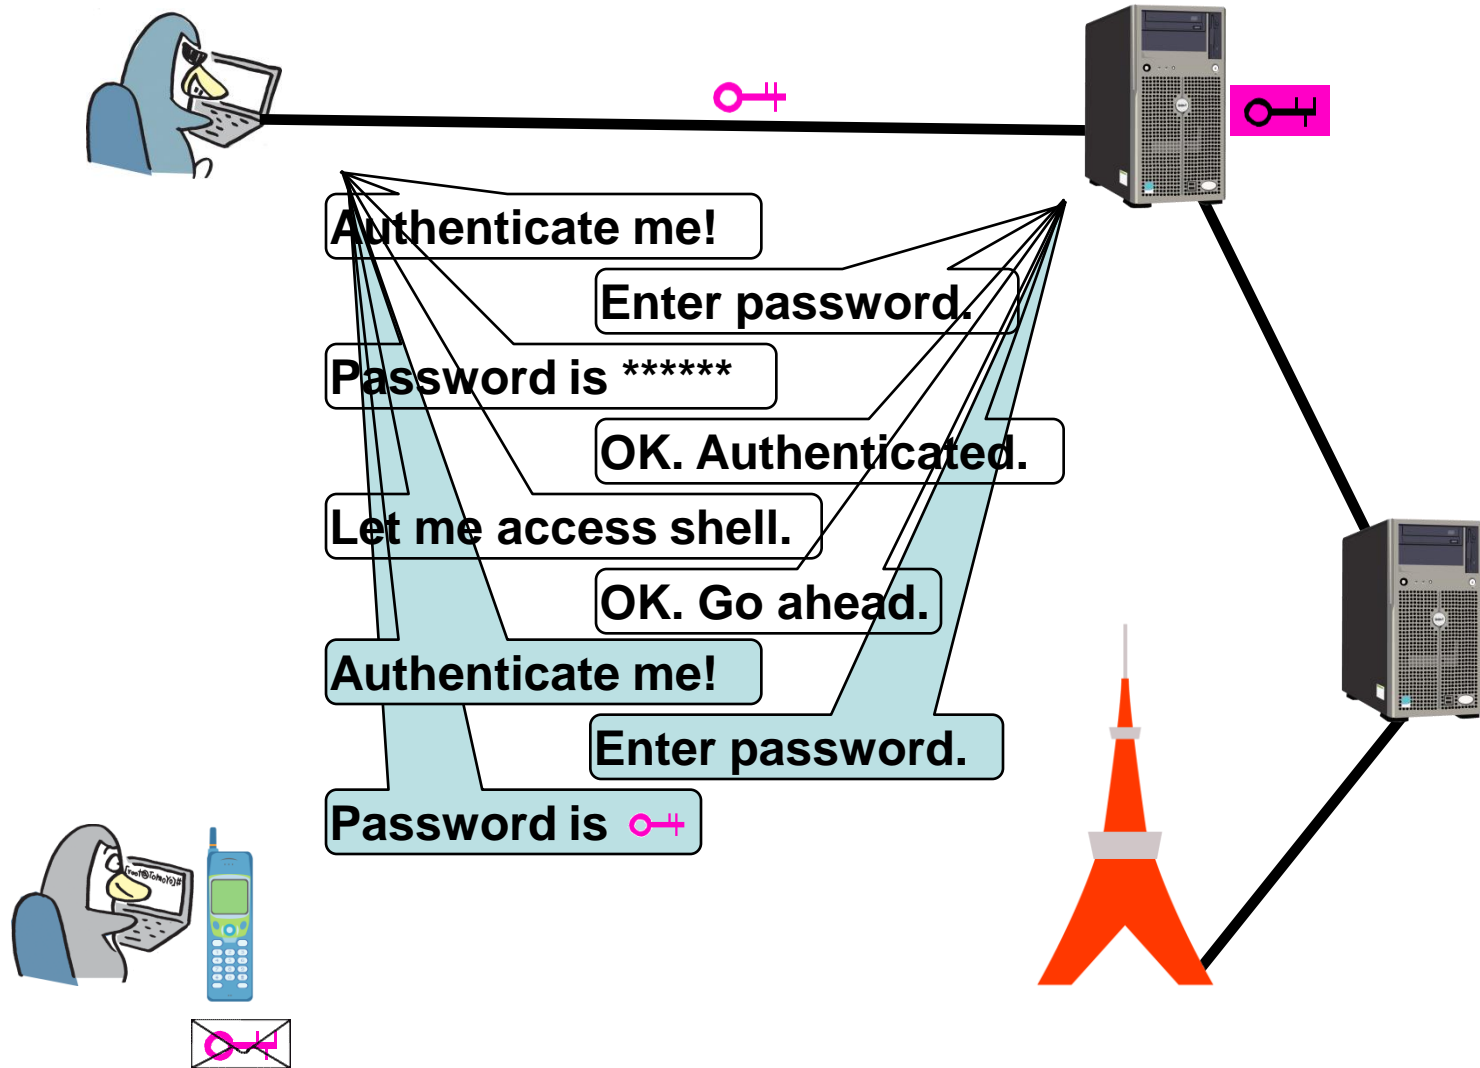 Authenticate me!
Enter password.
Password is ******
OK. Authenticated.
Let me access shell.
OK. Go ahead.
Authenticate me!
Enter password.
Password is